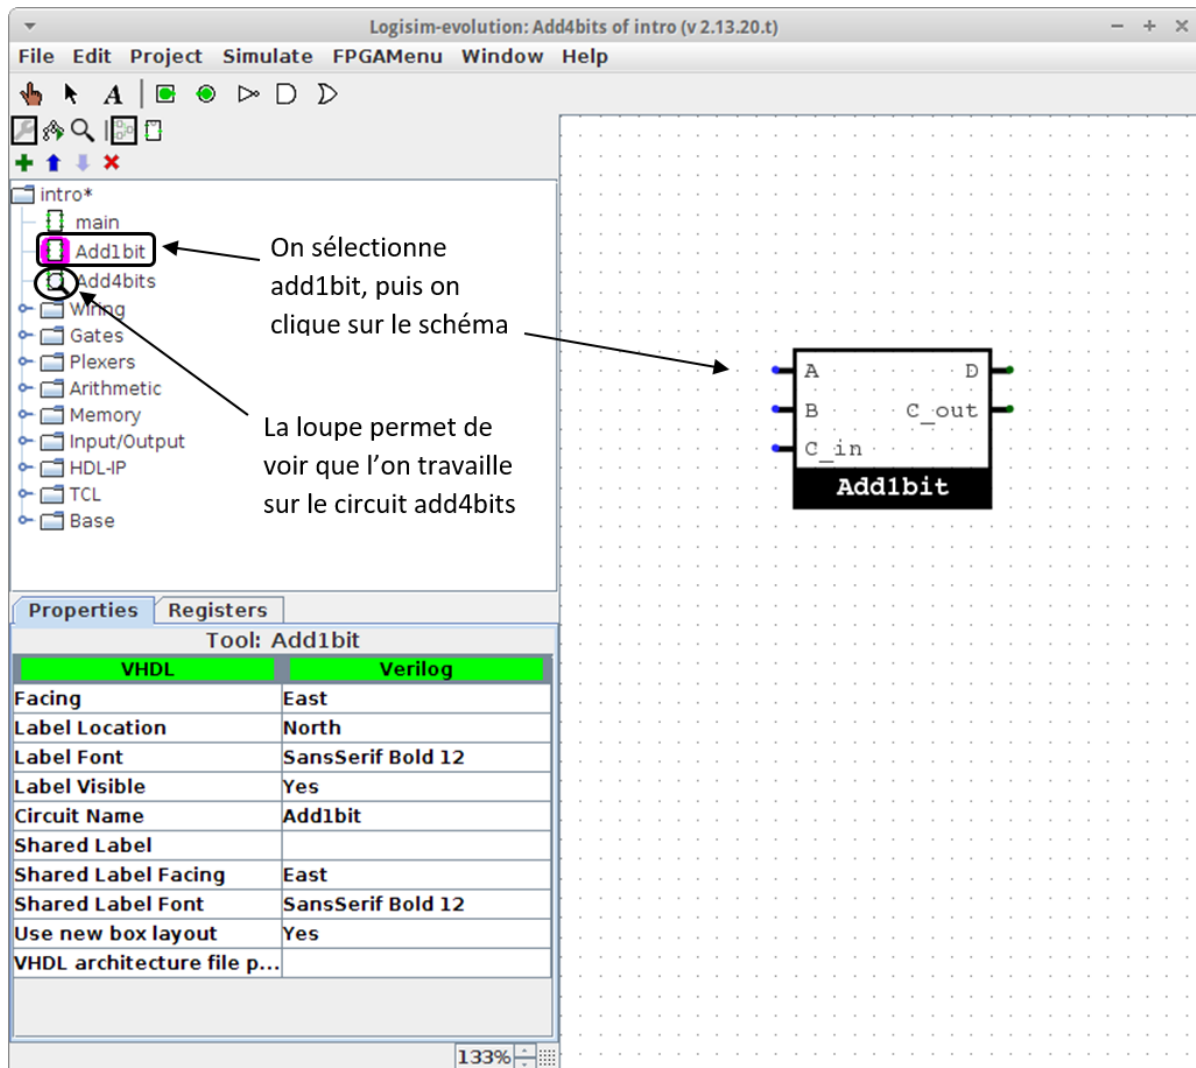 Logisim-evolution: Add4bits of intro (v 2.13.20.t)
File Edit Project Simulate FPGAMenu Window Help
A
intro*
main
Add1bit
Add4bits
Wiring
Gates
Plexers
Arithmetic
Memory
Input/Output
HDL-IP
TCL
Base
On sélectionne
add1bit, puis on
clique sur le schéma
La loupe permet de
voir que l’on travaille
sur le circuit add4bits
A D
B C_out
C_in
Add1bit
Properties Registers
Tool: Add1bit
VHDL Verilog
Facing East
Label Location North
Label Font SansSerif Bold 12
Label Visible Yes
Circuit Name Add1bit
Shared Label
Shared Label Facing East
Shared Label Font SansSerif Bold 12
Use new box layout Yes
VHDL architecture file p...
133%